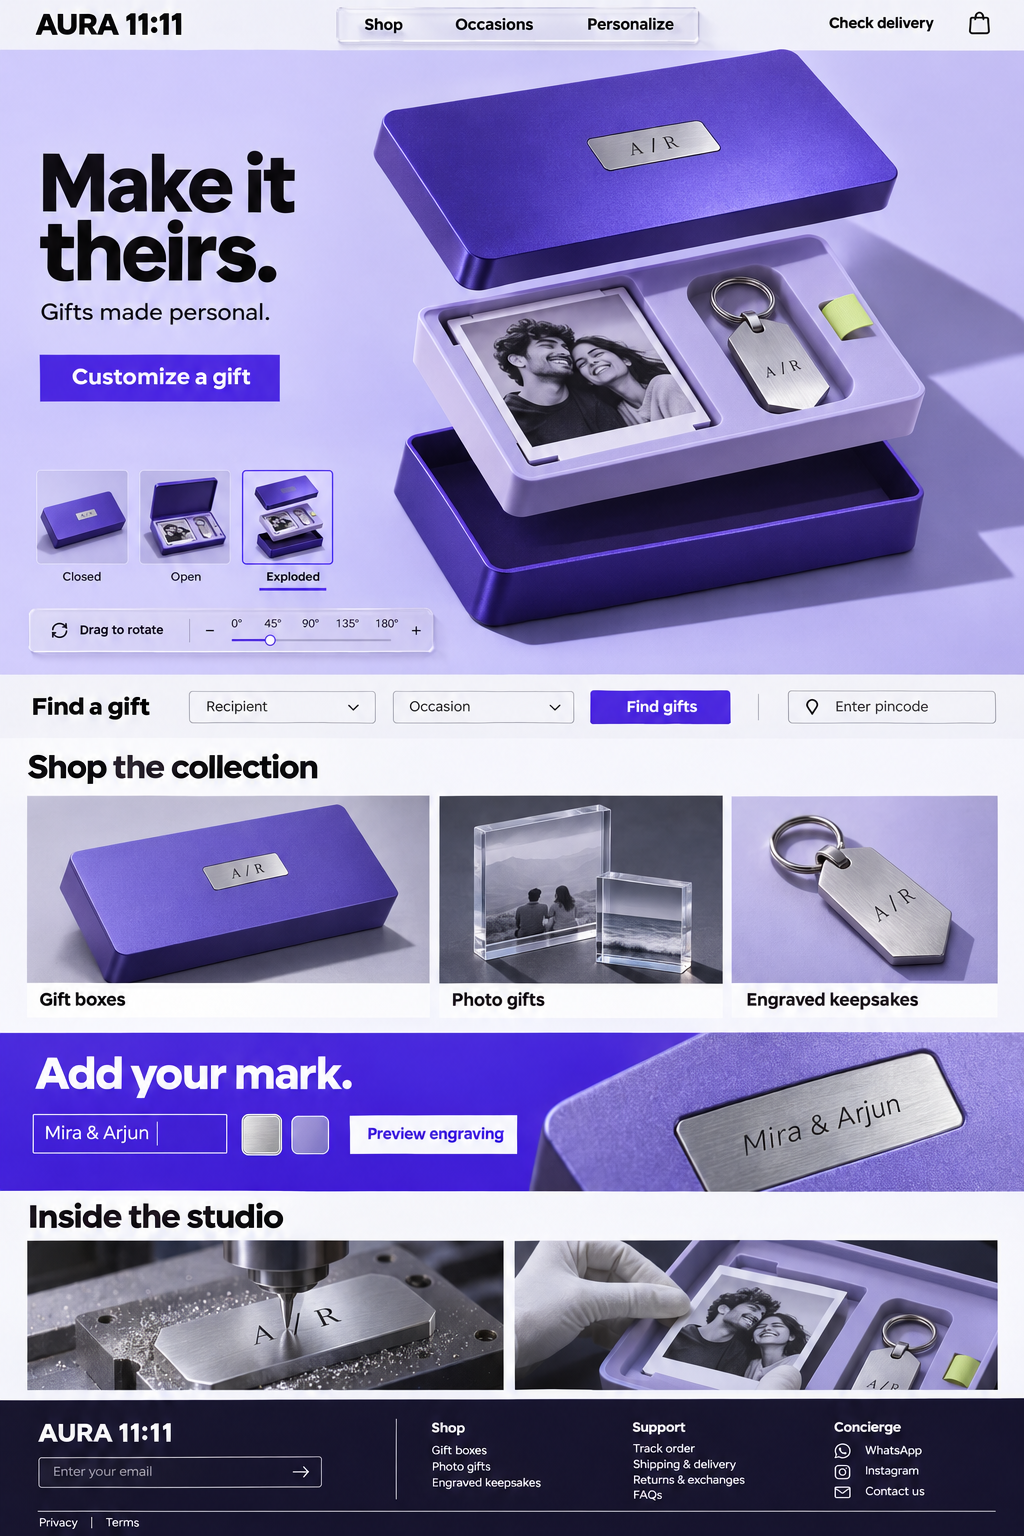 AURA 11:11
Shop
Occasions
Personalize
Check delivery
Make it
theirs.
Gifts made personal.
Customize a gift
A / R
A / R
A / R
Closed
Open
Exploded
Drag to rotate
− 0° 45° 90° 135° 180° +
Find a gift
Recipient
Occasion
Find gifts
Enter pincode
Shop the collection
A / R
A / R
Gift boxes
Photo gifts
Engraved keepsakes
Add your mark.
Mira & Arjun
Preview engraving
Mira & Arjun
Inside the studio
A / R
A / R
AURA 11:11
Enter your email
Shop
Gift boxes
Photo gifts
Engraved keepsakes
Support
Track order
Shipping & delivery
Returns & exchanges
FAQs
Concierge
WhatsApp
Instagram
Contact us
Privacy | Terms